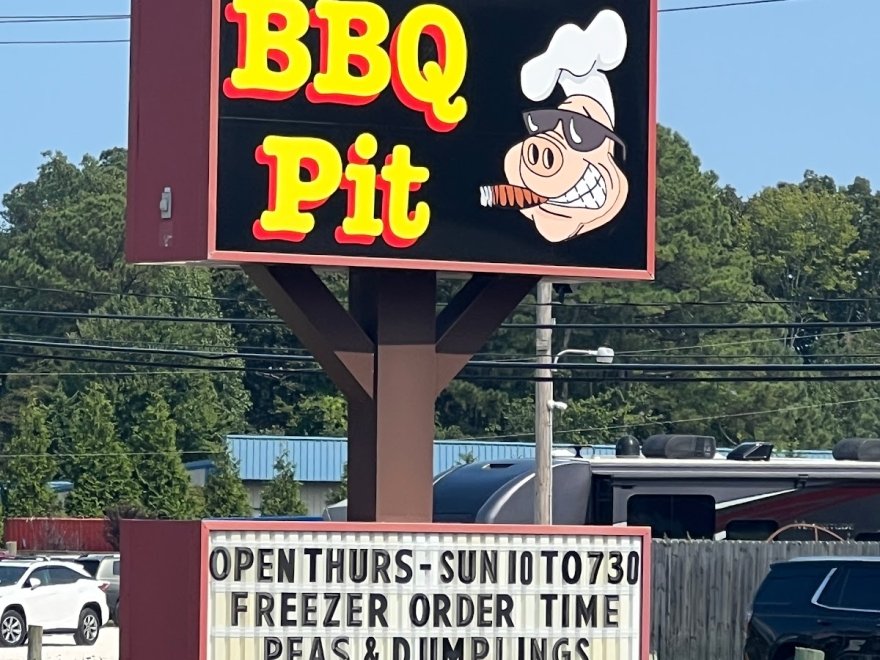 BBQ
Pit
OPEN THURS - SUN 10 TO 730
FREEZER ORDER TIME
PEAS & DUMPLINGS